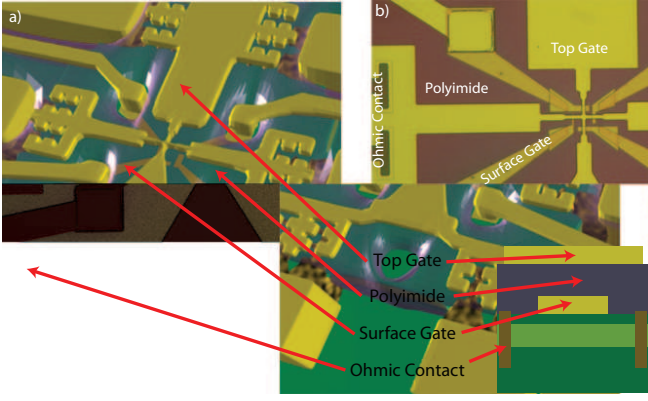 a)
b)
Top Gate
Polyimide
Ohmic Contact
Surface Gate
Top Gate
Polyimide
Surface Gate
Ohmic Contact